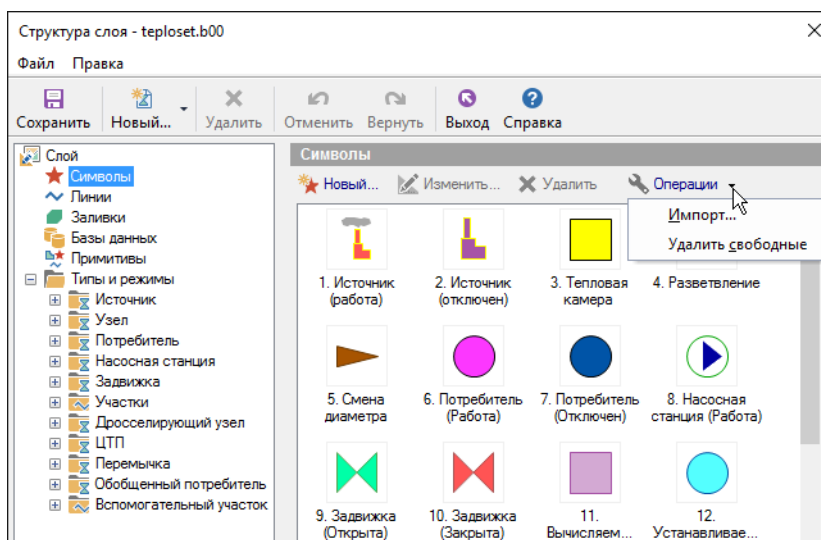 Структура слоя - teploset.b00
Файл Правка
Сохранить Новый... Удалить Отменить Вернуть Выход Справка
Слой
Символы
Линии
Заливки
Базы данных
Примитивы
Типы и режимы
Источник
Узел
Потребитель
Насосная станция
Задвижка
Участки
Дросселирующий узел
ЦТП
Перемычка
Обобщенный потребитель
Вспомогательный участок
Символы
Новый... Изменить... Удалить Операции
Импорт...
Удалить свободные
1. Источник
(работа)
2. Источник
(отключен)
3. Тепловая
камера
4. Разветвление
5. Смена
диаметра
6. Потребитель
(Работа)
7. Потребитель
(Отключен)
8. Насосная
станция (Работа)
9. Задвижка
(Открыта)
10. Задвижка
(Закрыта)
11.
Вычисляем...
12.
Устанавливае...